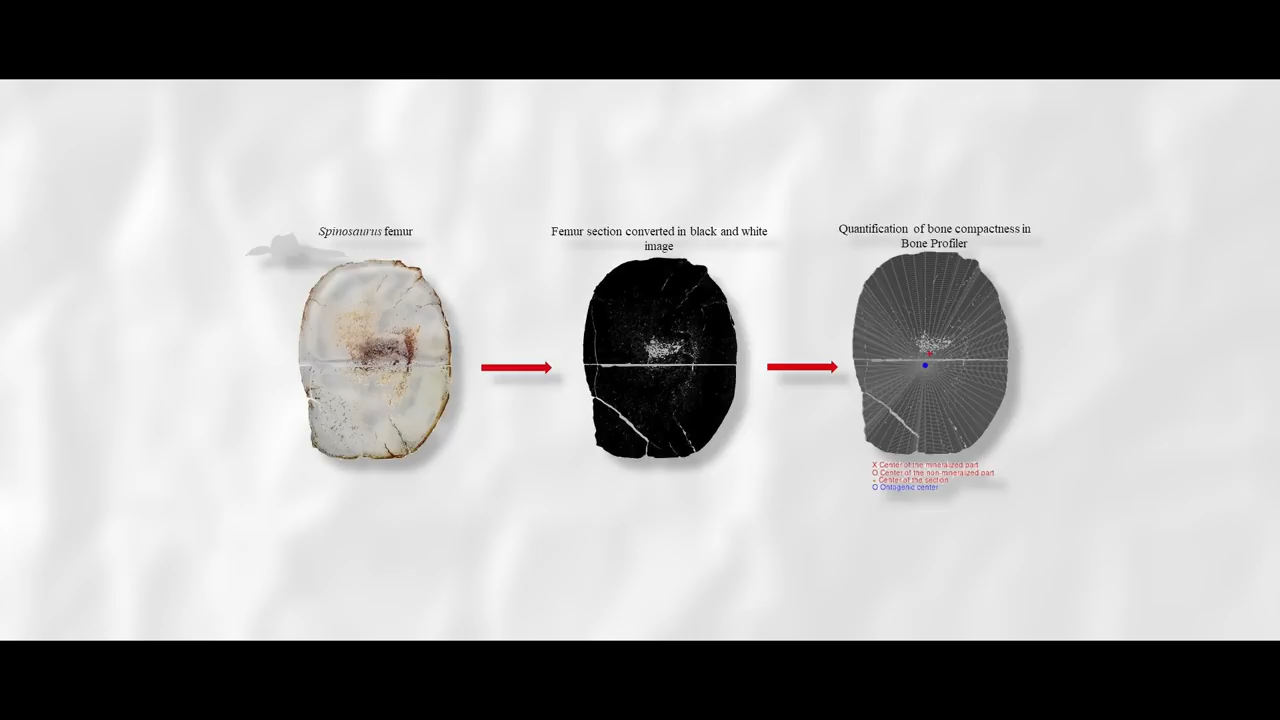 Spinosaurus femur
Femur section converted in black and white
image
Quantification of bone compactness in
Bone Profiler
X Center of the mineralized part
O Center of the non-mineralized part
+ Center of the section
O Ontogenic center